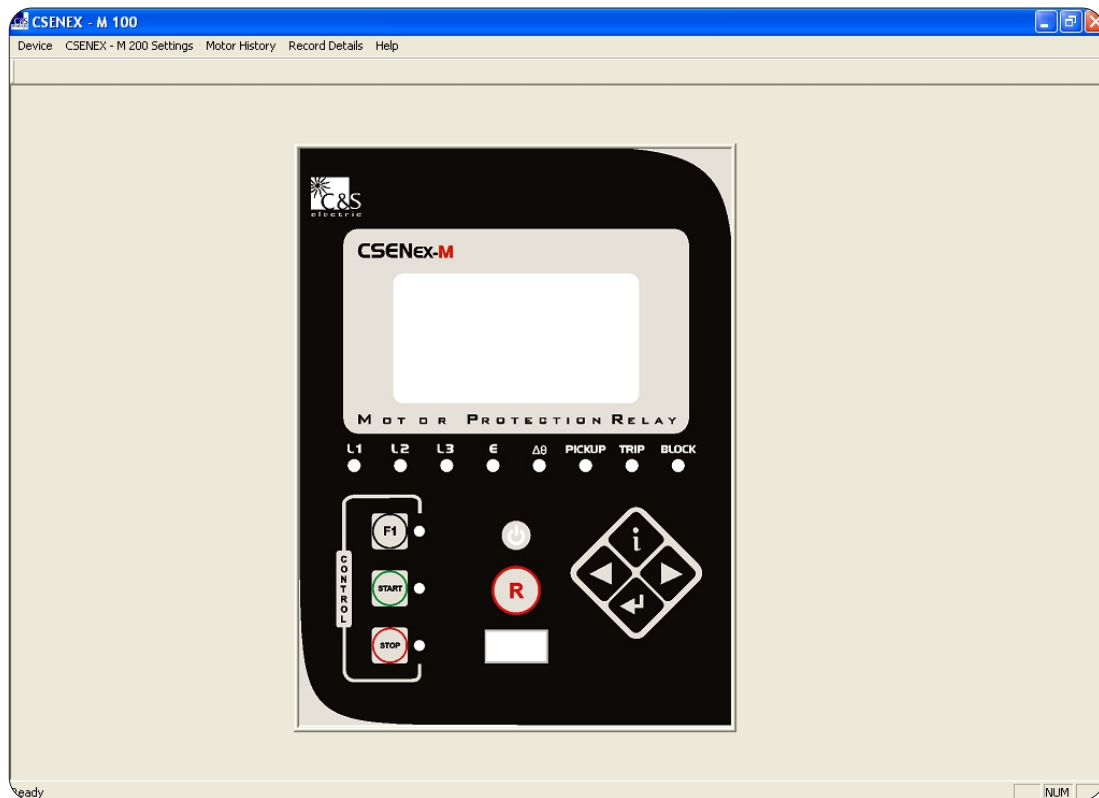 CSENEX - M 100
Device CSENEX - M 200 Settings Motor History Record Details Help
C&S
electric
CSENEX-M
MOTOR PROTECTION RELAY
L1 L2 L3 E Δθ PICKUP TRIP BLOCK
F1
CONTROL
START
R
STOP
i
Ready
NUM